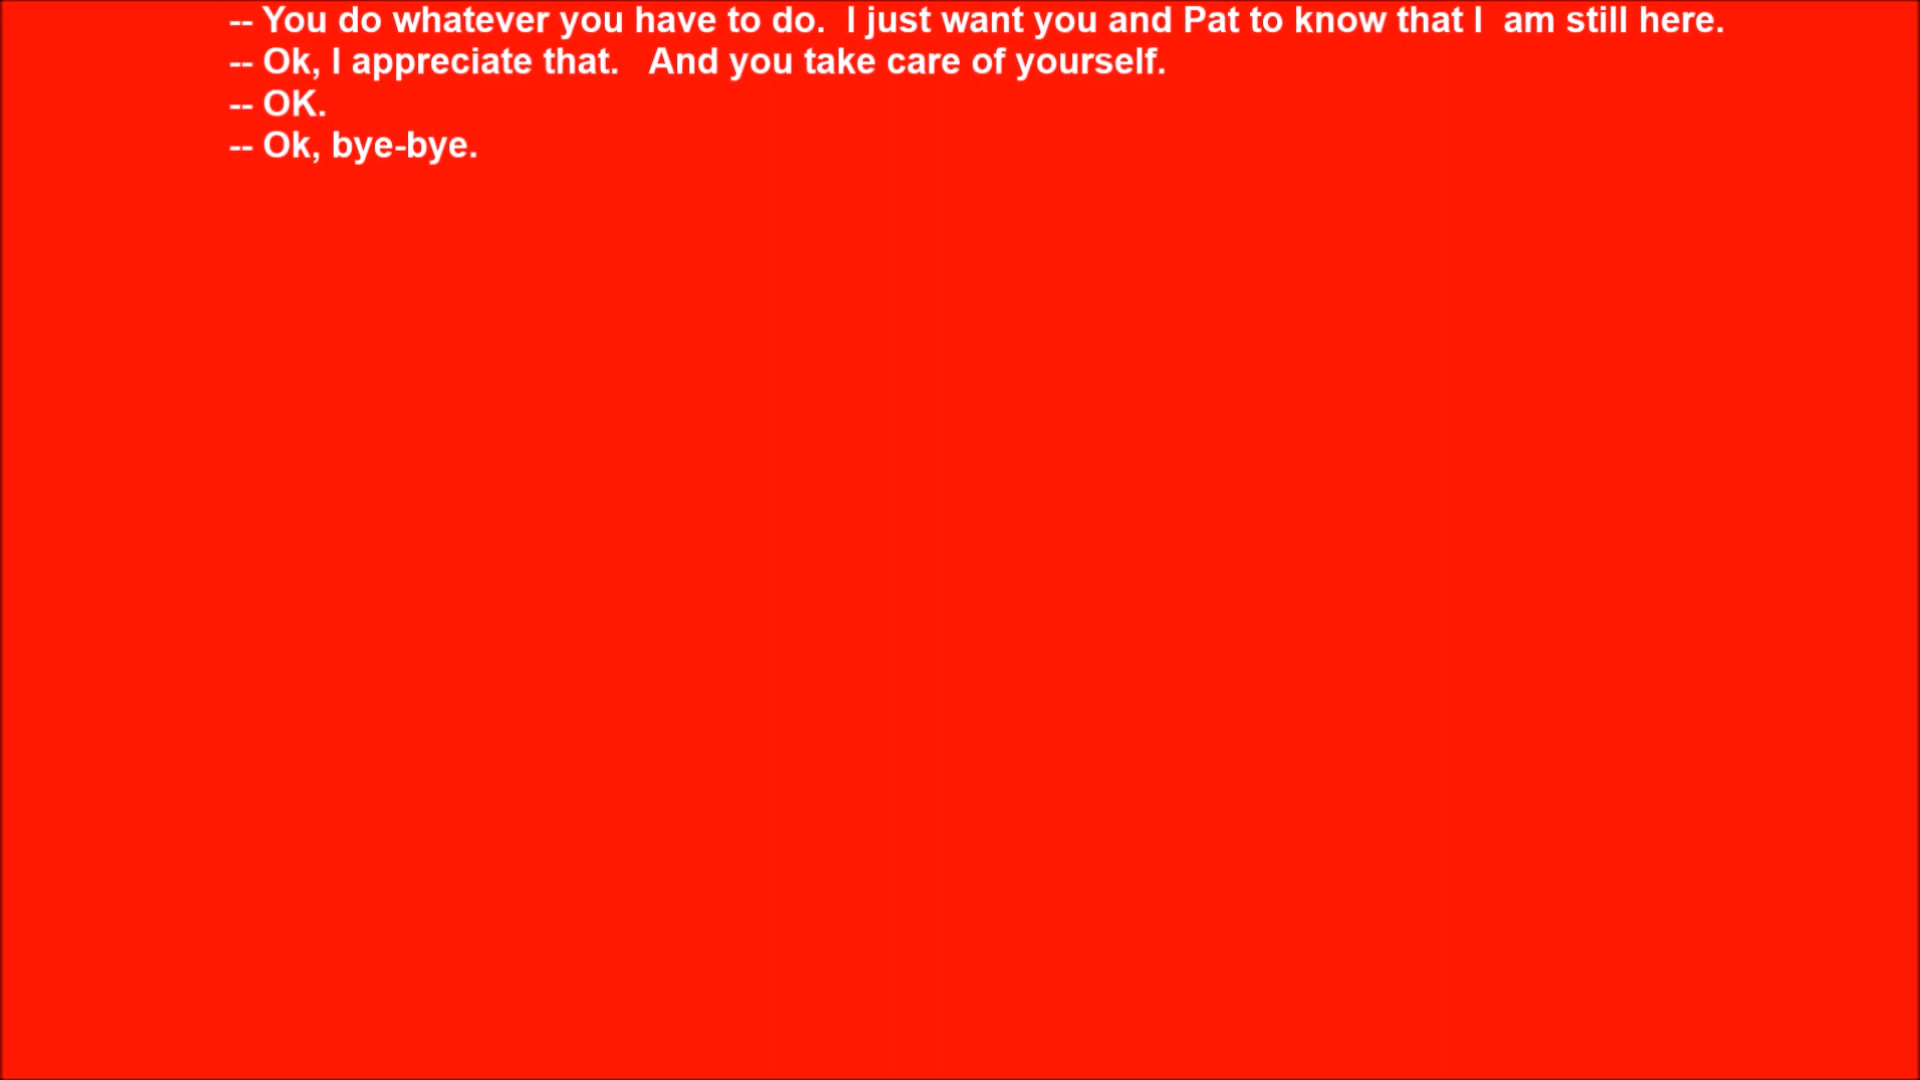 -- You do whatever you have to do.  I just want you and Pat to know that I  am still here.
-- Ok, I appreciate that.   And you take care of yourself.
-- OK.
-- Ok, bye-bye.